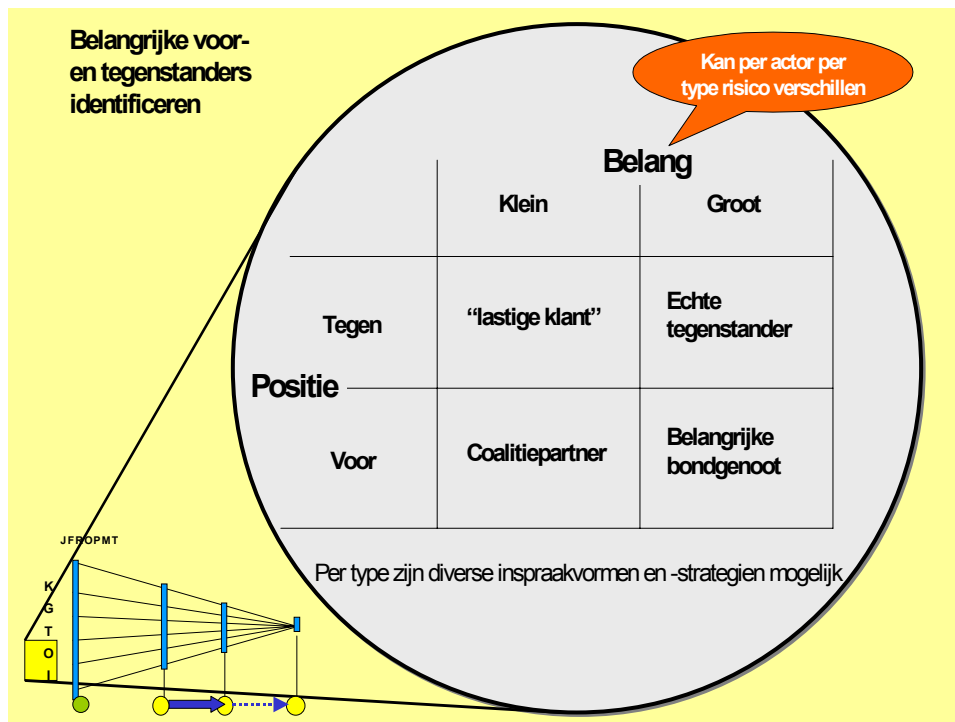 Belangrijke voor-
en tegenstanders
identificeren
Kan per actor per
type risico verschillen
Belang
Klein
Groot
Tegen
“lastige klant”
Echte
tegenstander
Positie
Voor
Coalitiepartner
Belangrijke
bondgenoot
Per type zijn diverse inspraakvormen en -strategien mogelijk
JFROPMT
K
G
T
O
I